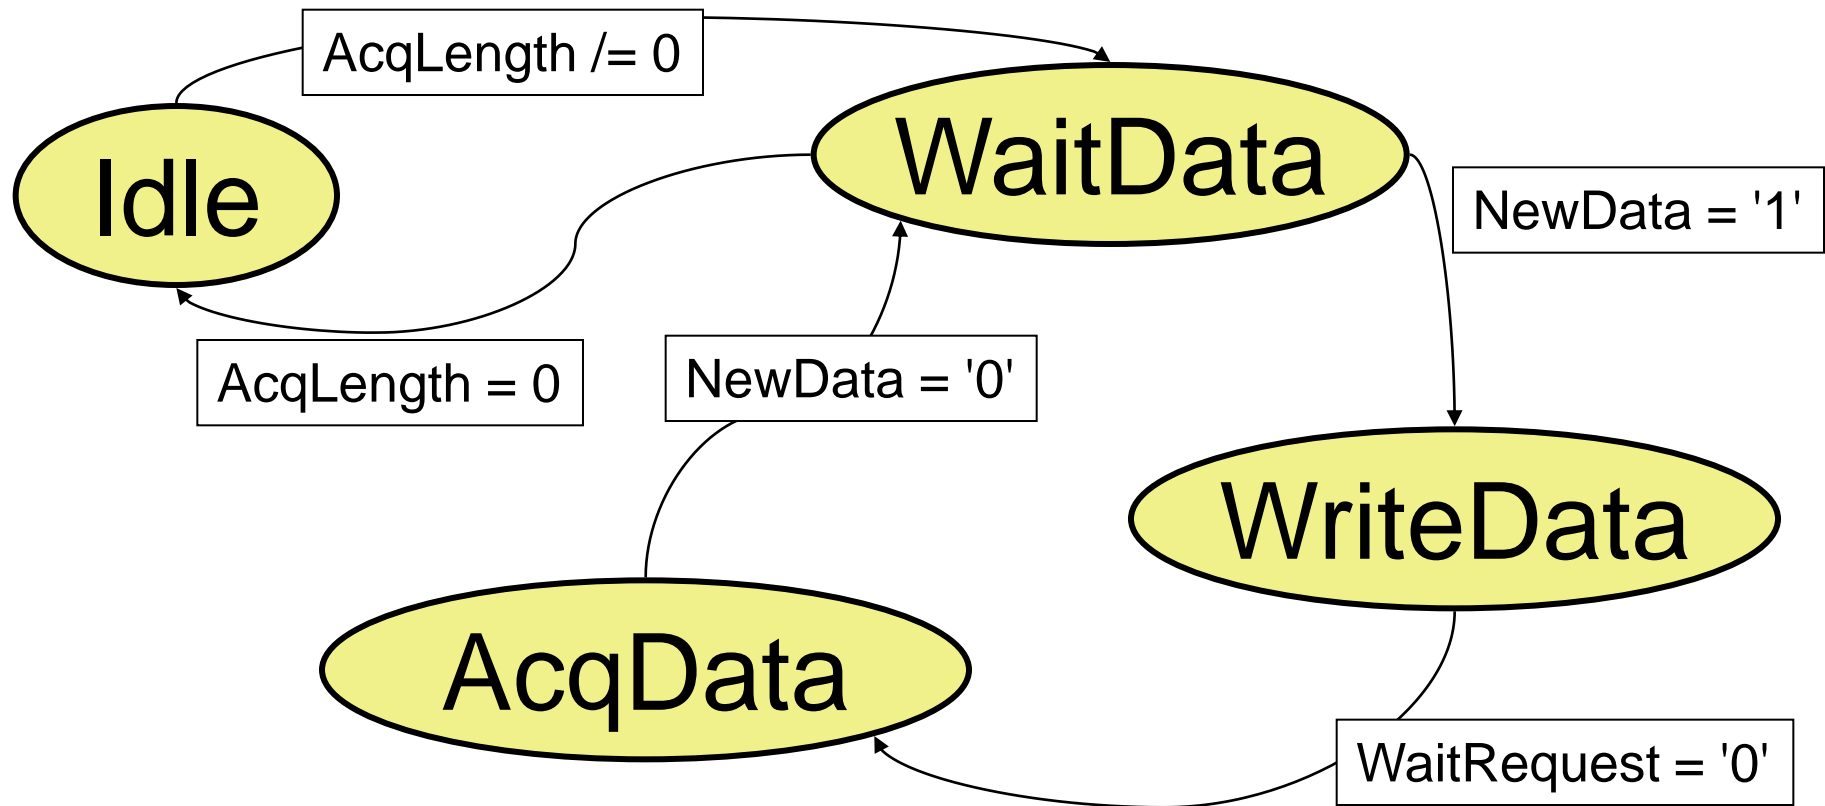 AcqLength /= 0
Idle
WaitData
NewData = '1'
AcqLength = 0
NewData = '0'
WriteData
AcqData
WaitRequest = '0'